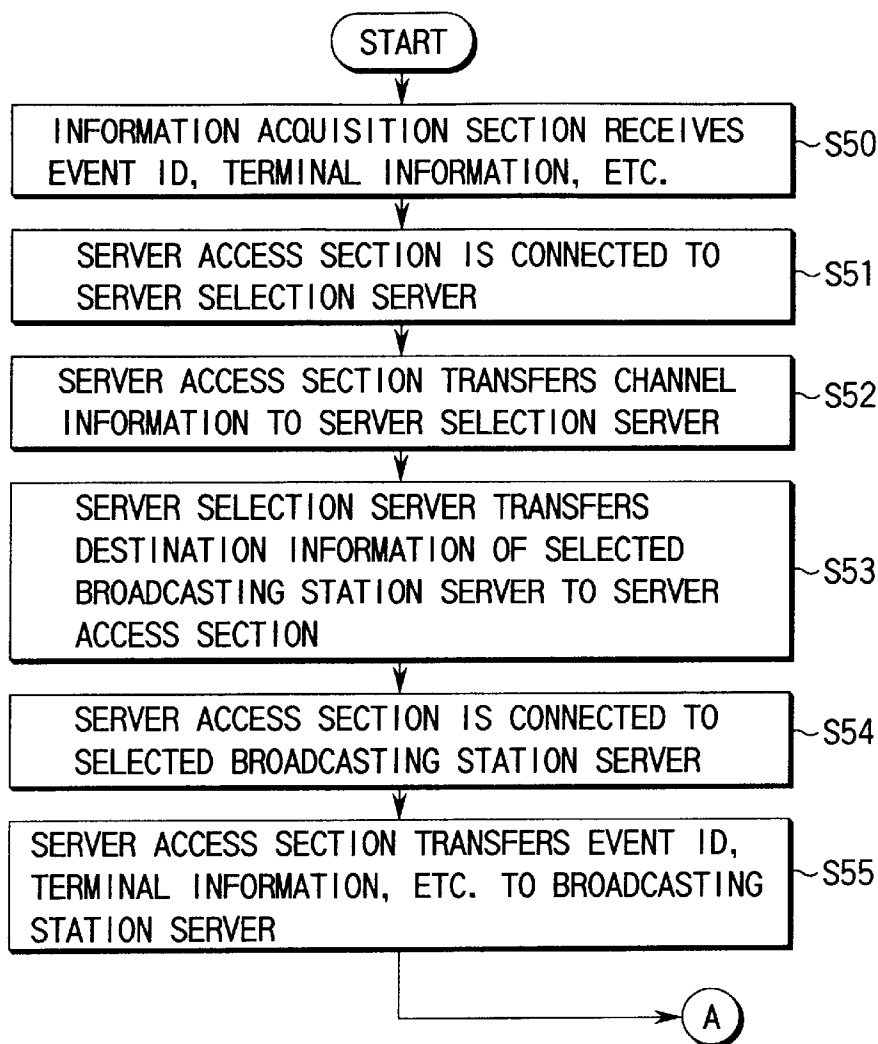 START
INFORMATION ACQUISITION SECTION RECEIVES
EVENT ID, TERMINAL INFORMATION, ETC.
S50
SERVER ACCESS SECTION IS CONNECTED TO
SERVER SELECTION SERVER
S51
SERVER ACCESS SECTION TRANSFERS CHANNEL
INFORMATION TO SERVER SELECTION SERVER
S52
SERVER SELECTION SERVER TRANSFERS
DESTINATION INFORMATION OF SELECTED
BROADCASTING STATION SERVER TO SERVER
ACCESS SECTION
S53
SERVER ACCESS SECTION IS CONNECTED TO
SELECTED BROADCASTING STATION SERVER
S54
SERVER ACCESS SECTION TRANSFERS EVENT ID,
TERMINAL INFORMATION, ETC. TO BROADCASTING
STATION SERVER
S55
A